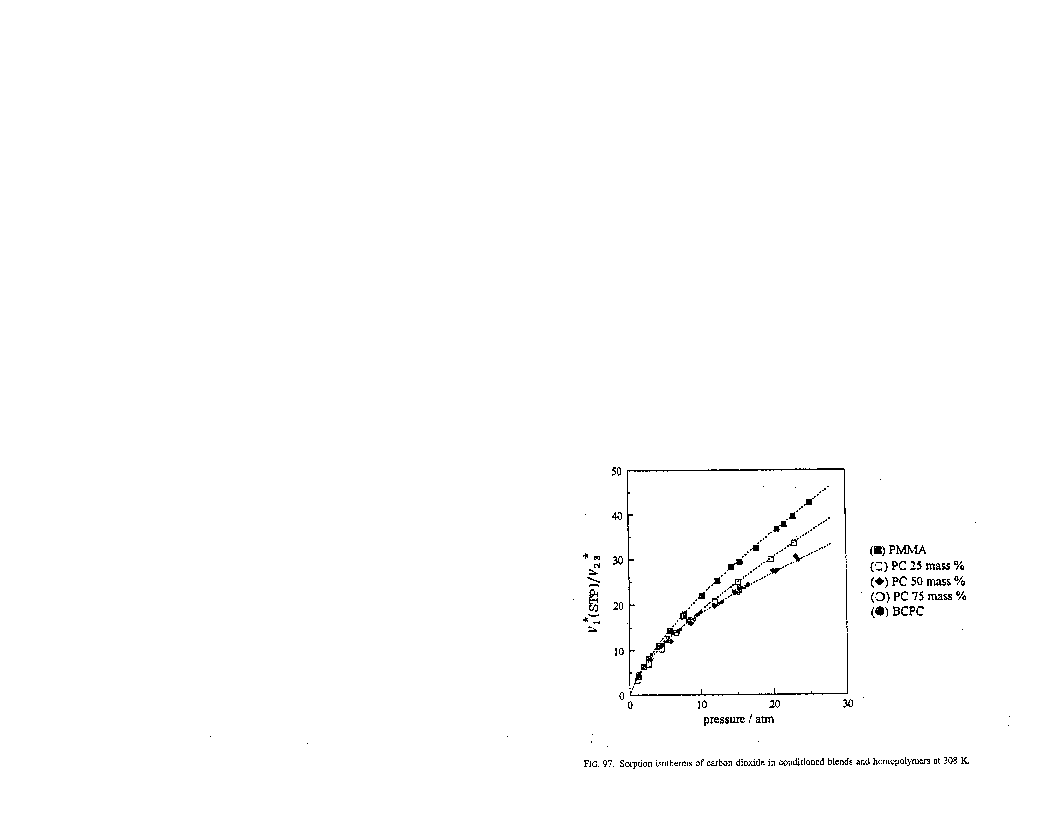 50
40
30
20
10
0
V₁*(STP)/V₂ₐ*
0 10 20 30
pressure / atm
(■) PMMA
(□) PC 25 mass %
(◆) PC 50 mass %
(○) PC 75 mass %
(●) BCPC
FIG. 97. Sorption isotherms of carbon dioxide in conditioned blends and homopolymers at 308 K.